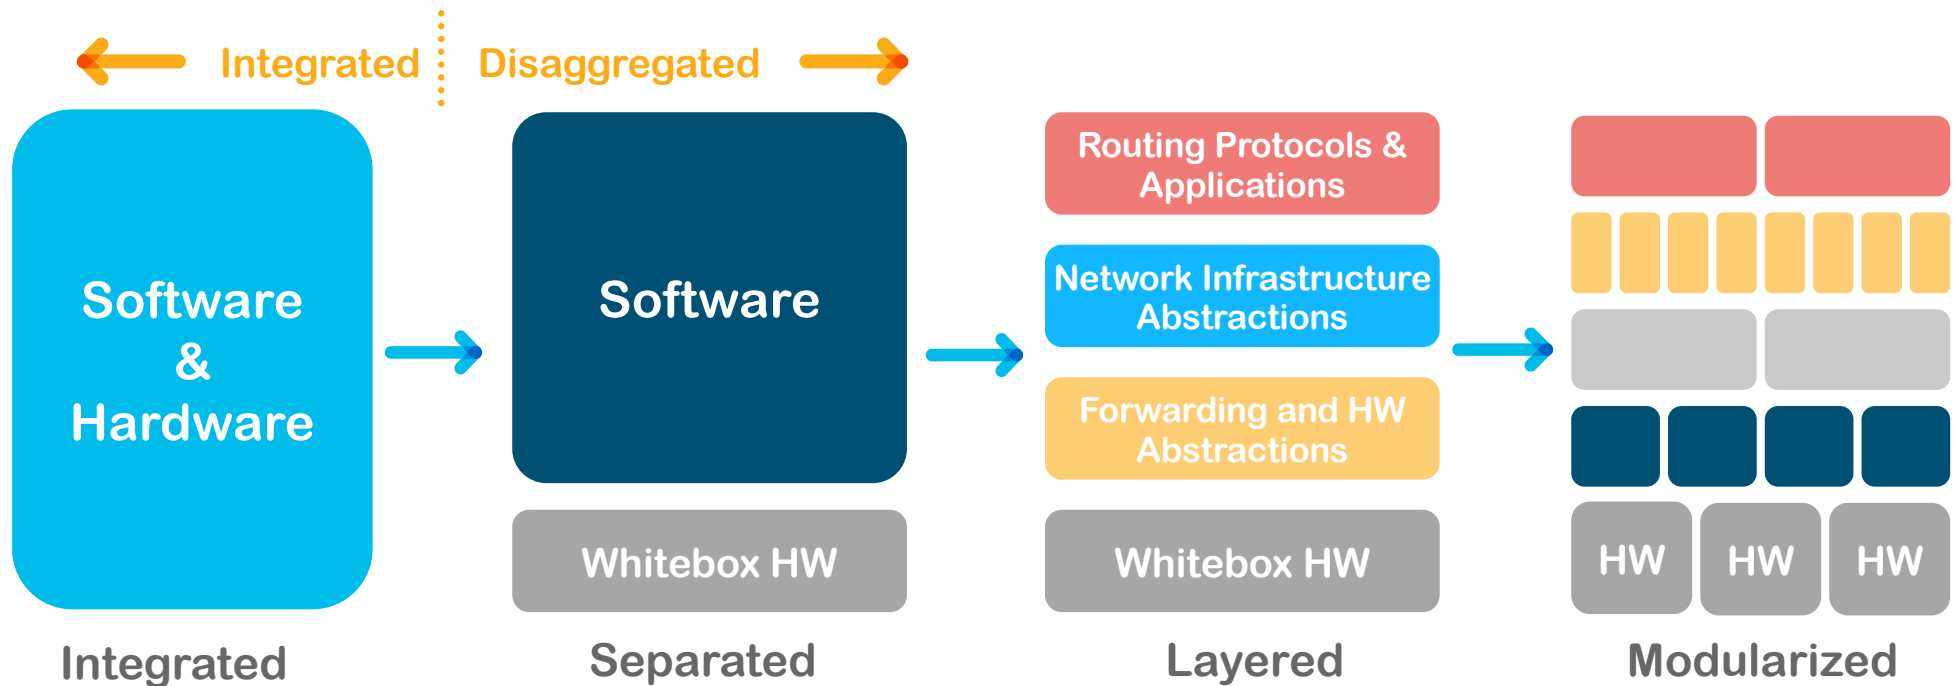 Integrated
Disaggregated
Software
&
Hardware
Integrated
Software
Whitebox HW
Separated
Routing Protocols &
Applications
Network Infrastructure
Abstractions
Forwarding and HW
Abstractions
Whitebox HW
Layered
HW
HW
HW
Modularized